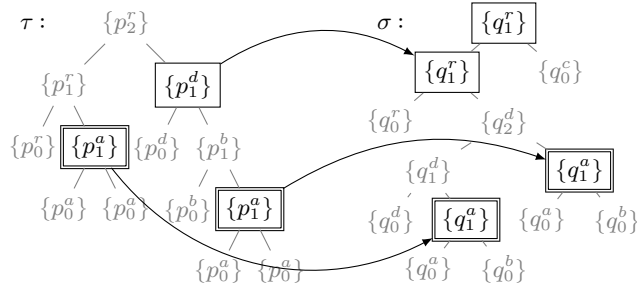 τ : {p_2^r} σ : {q_1^r}
{p_1^r} {p_1^d} {q_1^r} {q_0^c}
{p_0^r} {p_1^a} {p_0^d} {p_1^b} {q_0^r} {q_2^d}
{q_1^d} {q_1^a}
{p_0^a} {p_0^a} {p_0^b} {p_1^a} {q_0^d} {q_1^a} {q_0^a} {q_0^b}
{p_0^a} {p_0^a} {q_0^a} {q_0^b}